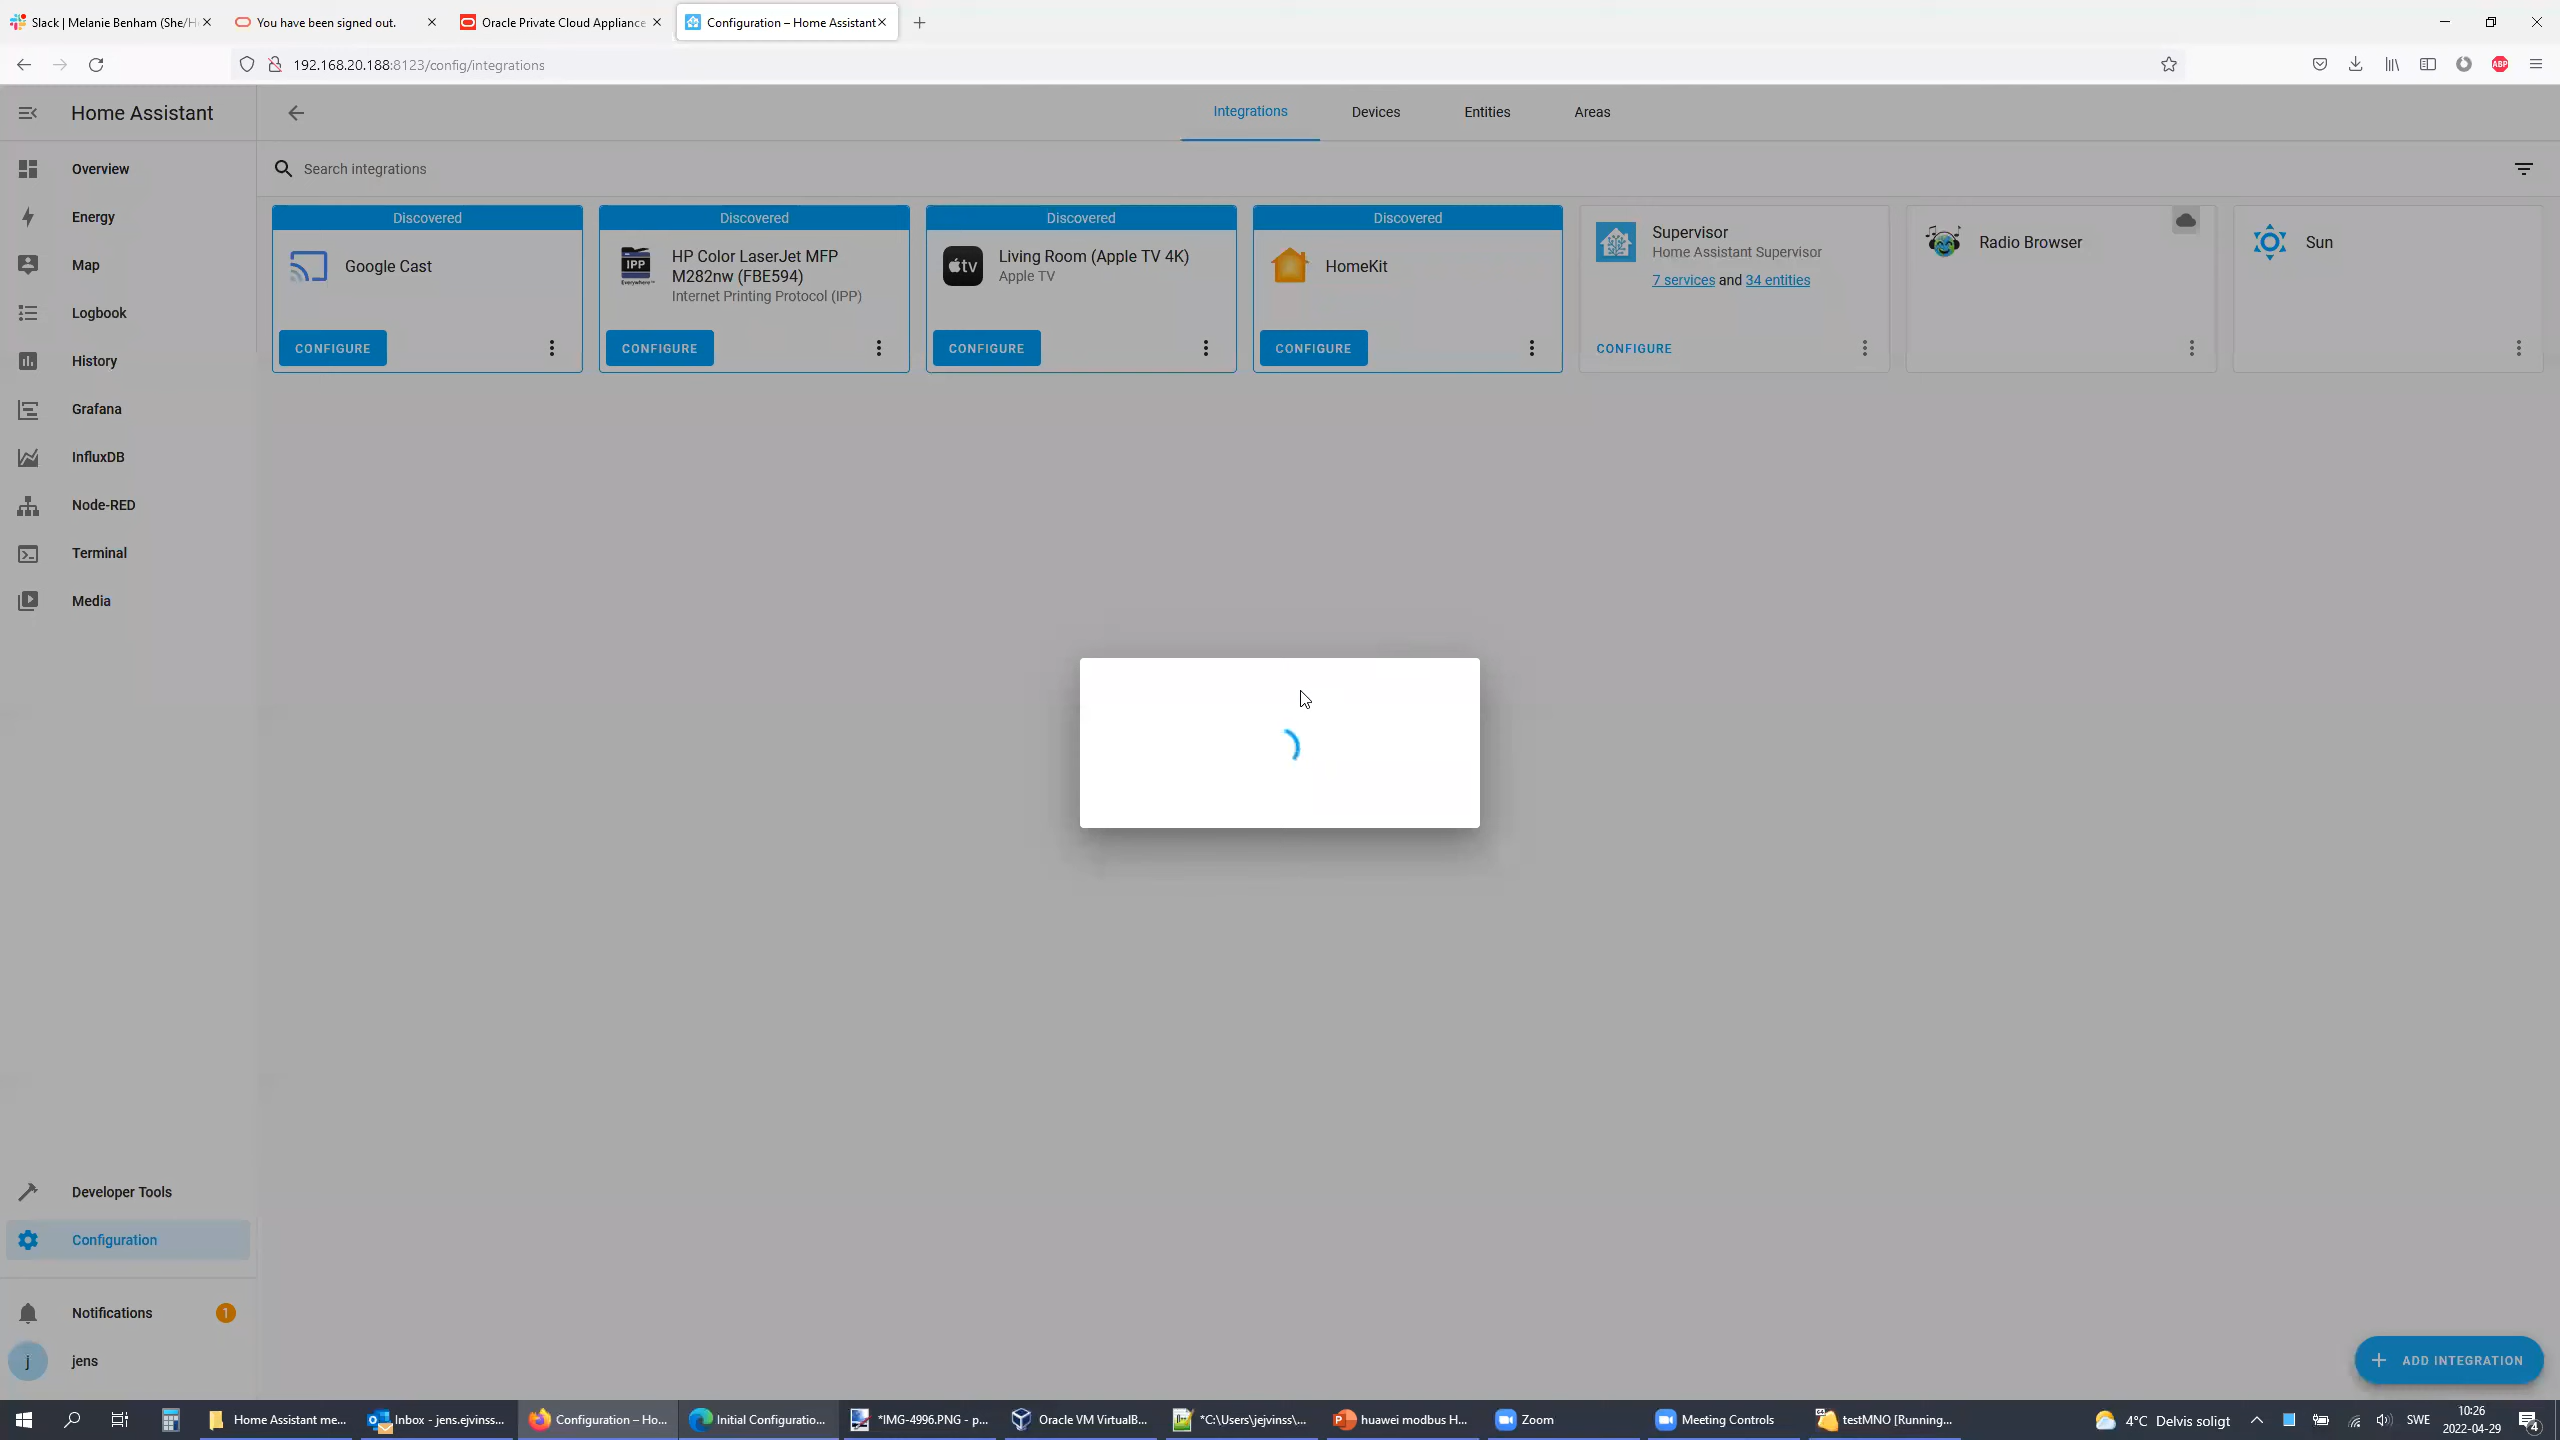 Slack | Melanie Benham (She/H
You have been signed out.
Oracle Private Cloud Appliance
Configuration – Home Assistant
192.168.20.188:8123/config/integrations
ABP
Home Assistant
Integrations
Devices
Entities
Areas
Overview
Energy
Map
Logbook
History
Grafana
InfluxDB
Node-RED
Terminal
Media
Search integrations
Discovered
Google Cast
CONFIGURE
Discovered
IPP
Everywhere
HP Color LaserJet MFP
M282nw (FBE594)
Internet Printing Protocol (IPP)
CONFIGURE
Discovered
tv
Living Room (Apple TV 4K)
Apple TV
CONFIGURE
Discovered
HomeKit
CONFIGURE
Supervisor
Home Assistant Supervisor
7 services and 34 entities
CONFIGURE
Radio Browser
Sun
Developer Tools
Configuration
Notifications
1
j
jens
ADD INTEGRATION
Home Assistant me...
Inbox - jens.ejvinss...
Configuration – Ho...
Initial Configuratio...
*IMG-4996.PNG - p...
Oracle VM VirtualB...
*C:\Users\jejvinss\...
huawei modbus H...
Zoom
Meeting Controls
testMNO [Running...
4°C Delvis soligt
SWE
10:26
2022-04-29
4